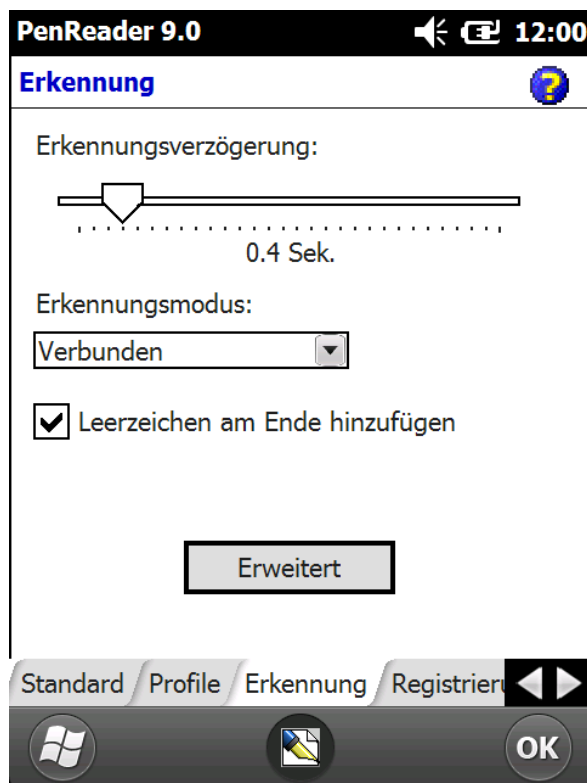 PenReader 9.0 12:00
Erkennung
Erkennungsverzögerung:
0.4 Sek.
Erkennungsmodus:
Verbunden
Leerzeichen am Ende hinzufügen
Erweitert
Standard Profile Erkennung Registrieru
OK